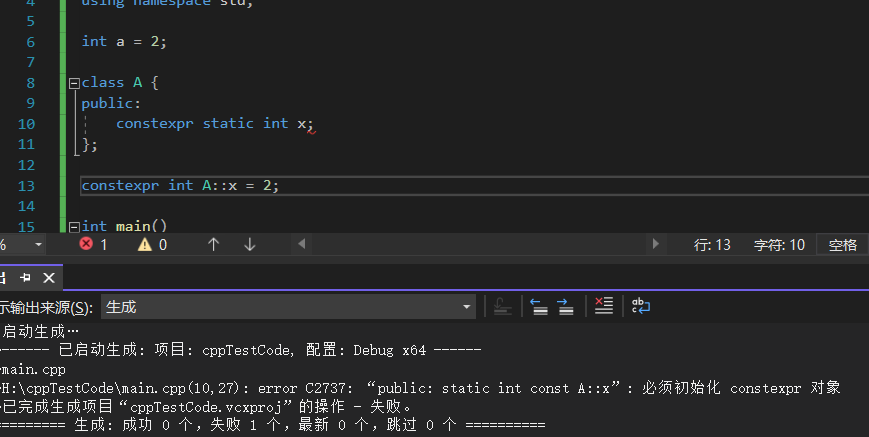 4 using namespace std;
5
6 int a = 2;
7
8 class A {
9 public:
10 constexpr static int x;
11 };
12
13 constexpr int A::x = 2;
14
15 int main()
% 1 0 行: 13 字符: 10 空格
出
示输出来源(S): 生成
启动生成…
------ 已启动生成: 项目: cppTestCode, 配置: Debug x64 ------
main.cpp
H:\cppTestCode\main.cpp(10,27): error C2737: “public: static int const A::x”: 必须初始化 constexpr 对象
已完成生成项目“cppTestCode.vcxproj”的操作 - 失败。
========= 生成: 成功 0 个，失败 1 个，最新 0 个，跳过 0 个 ==========